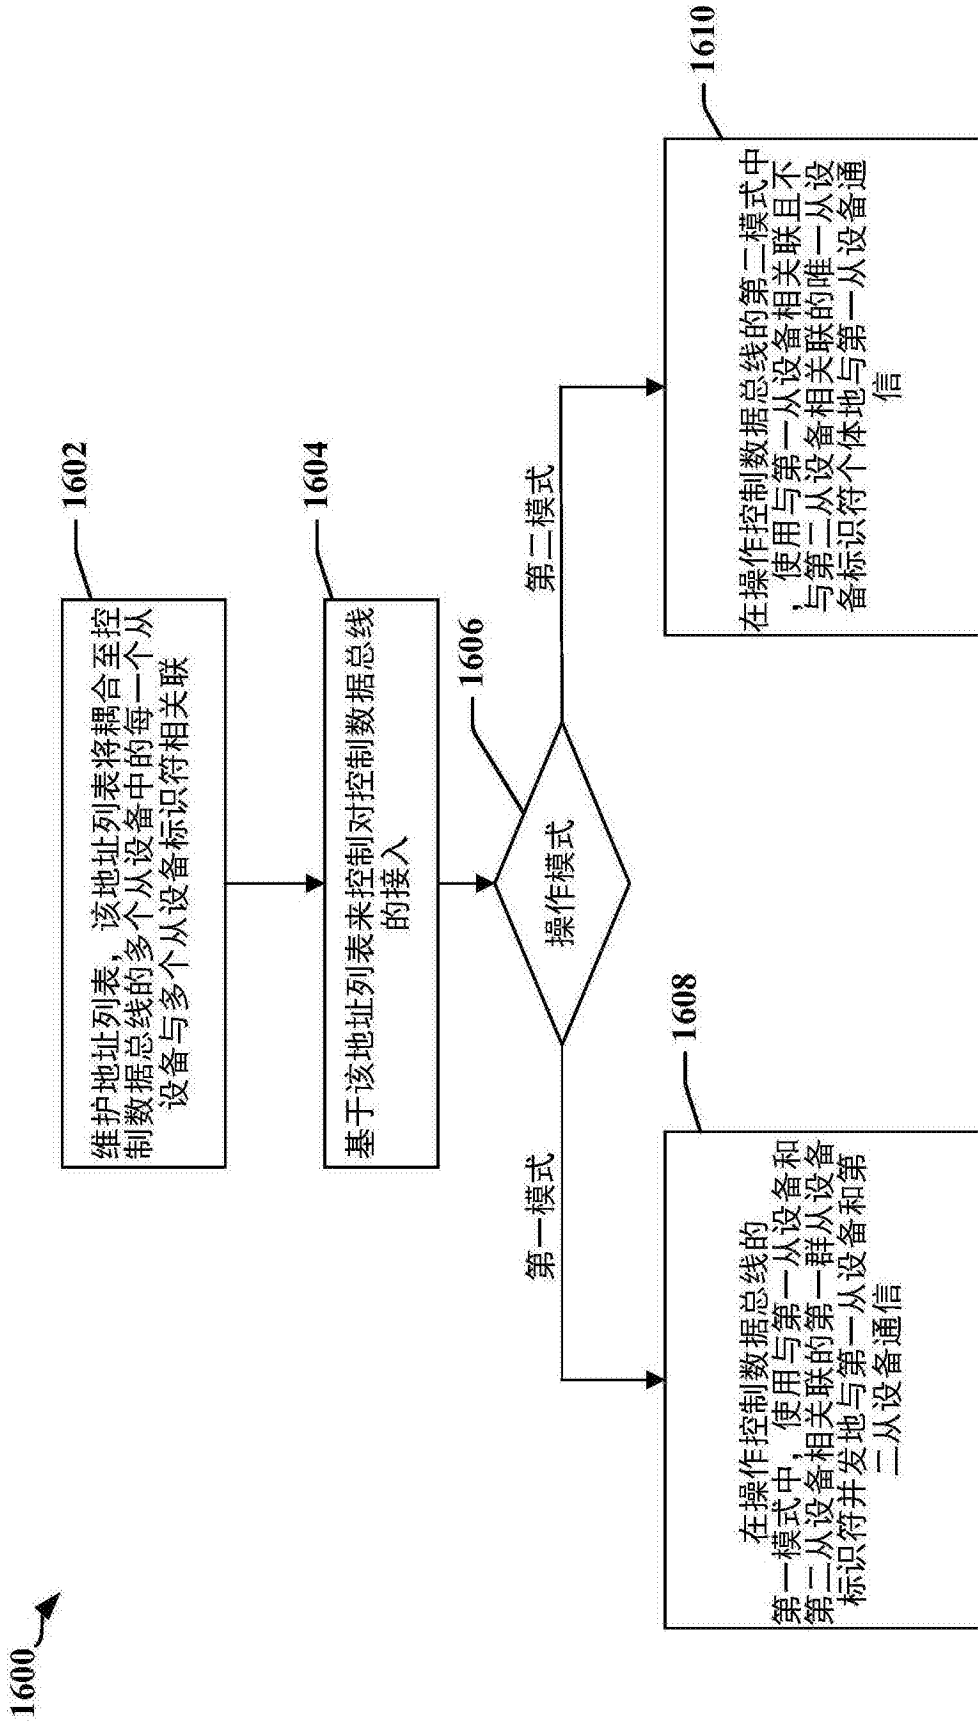 1600
1602
维护地址列表，该地址列表将耦合至控
制数据总线的多个从设备中的每一个从
设备与多个从设备标识符相关联
1604
基于该地址列表来控制对控制数据总线
的接入
1606
操作模式
第一模式
第二模式
1608
在操作控制数据总线的
第一模式中，使用与第一从设备和
第二从设备相关联的第一群从设备
标识符并发地与第一从设备和第
二从设备通信
1610
在操作控制数据总线的第二模式中
使用与第一从设备相关联且不
，与第二从设备相关联的唯一从设
备标识符个体地与第一从设备通
信